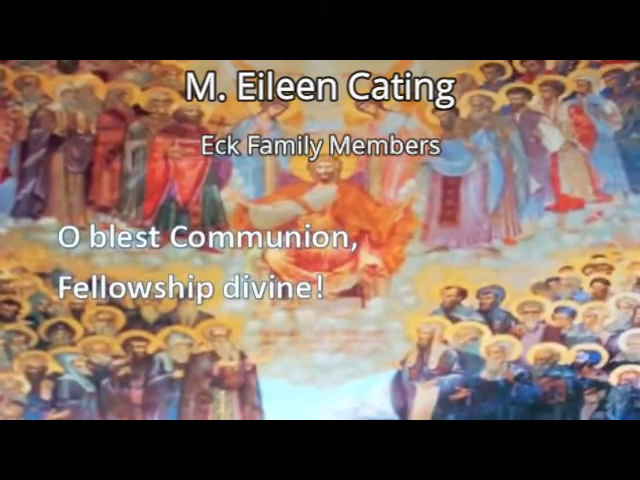 M. Eileen Cating
Eck Family Members
O blest Communion,
Fellowship divine!